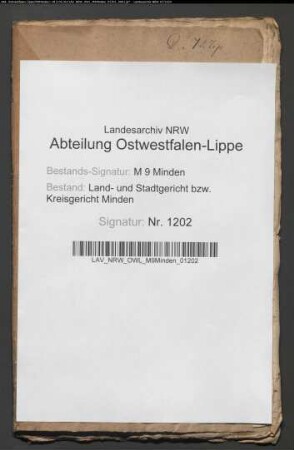 Landesarchiv NRW
Abteilung Ostwestfalen-Lippe
Bestands-Signatur: M 9 Minden
Bestand: Land- und Stadtgericht bzw.
Kreisgericht Minden
Signatur: Nr. 1202
LAV_NRW_OWL_M9Minden_01202